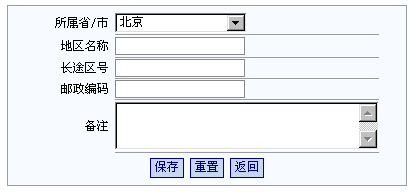 所属省/市 北京
地区名称
长途区号
邮政编码
备注
保存 重置 返回